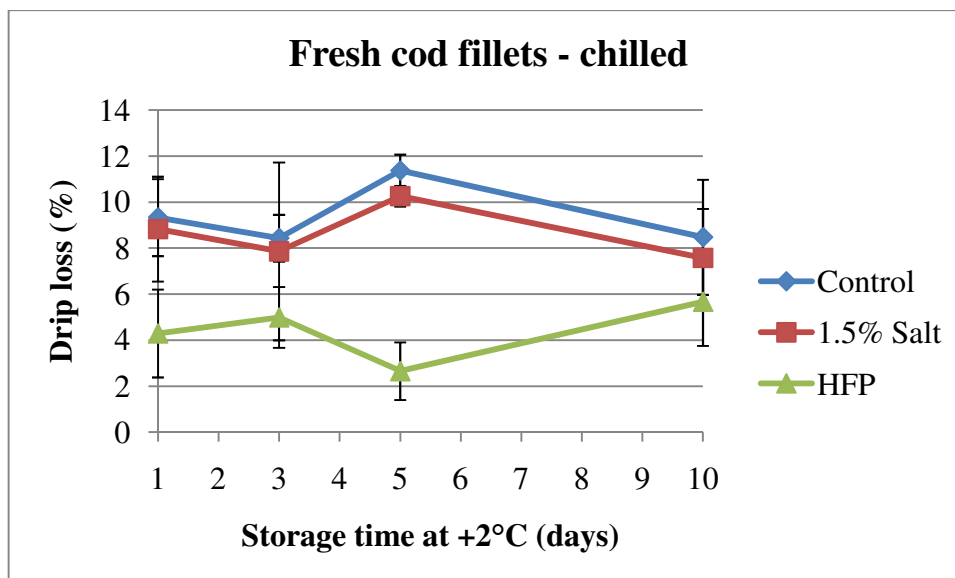 Fresh cod fillets - chilled
14
12
10
8
6
4
2
0
Drip loss (%)
1 2 3 4 5 6 7 8 9 10
Storage time at +2°C (days)
Control
1.5% Salt
HFP